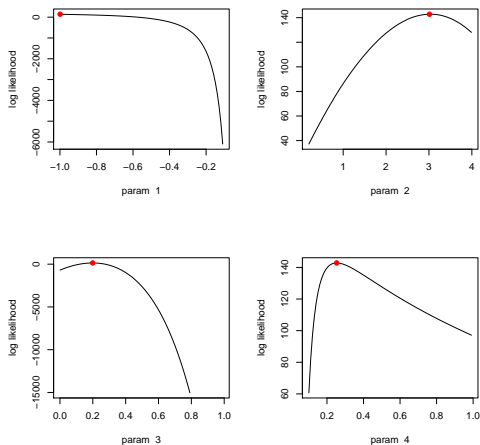 log likelihood
0
−2000
−4000
−6000
−1.0 −0.8 −0.6 −0.4 −0.2
param 1
log likelihood
140
120
100
80
60
40
1 2 3 4
param 2
log likelihood
0
−5000
−10000
−15000
0.0 0.2 0.4 0.6 0.8 1.0
param 3
log likelihood
140
120
100
80
60
0.2 0.4 0.6 0.8 1.0
param 4